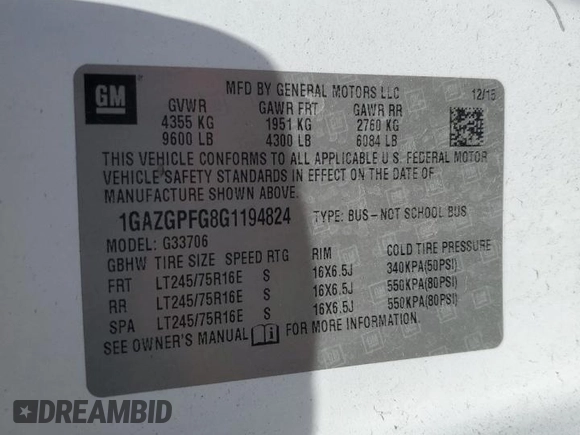 GM
MFD BY GENERAL MOTORS LLC 12/15
GVWR GAWR FRT GAWR RR
4355 KG 1951 KG 2760 KG
9600 LB 4300 LB 6084 LB
THIS VEHICLE CONFORMS TO ALL APPLICABLE U.S. FEDERAL MOTOR
VEHICLE SAFETY STANDARDS IN EFFECT ON THE DATE OF
MANUFACTURE SHOWN ABOVE.
1GAZGPFG8G1194824 TYPE: BUS-NOT SCHOOL BUS
MODEL: G33706
GBHW TIRE SIZE SPEED RTG RIM COLD TIRE PRESSURE
FRT LT245/75R16E S 16X6.5J 340KPA(50PSI)
RR LT245/75R16E S 16X6.5J 550KPA(80PSI)
SPA LT245/75R16E S 16X6.5J 550KPA(80PSI)
SEE OWNER'S MANUAL FOR MORE INFORMATION.
DREAMBID